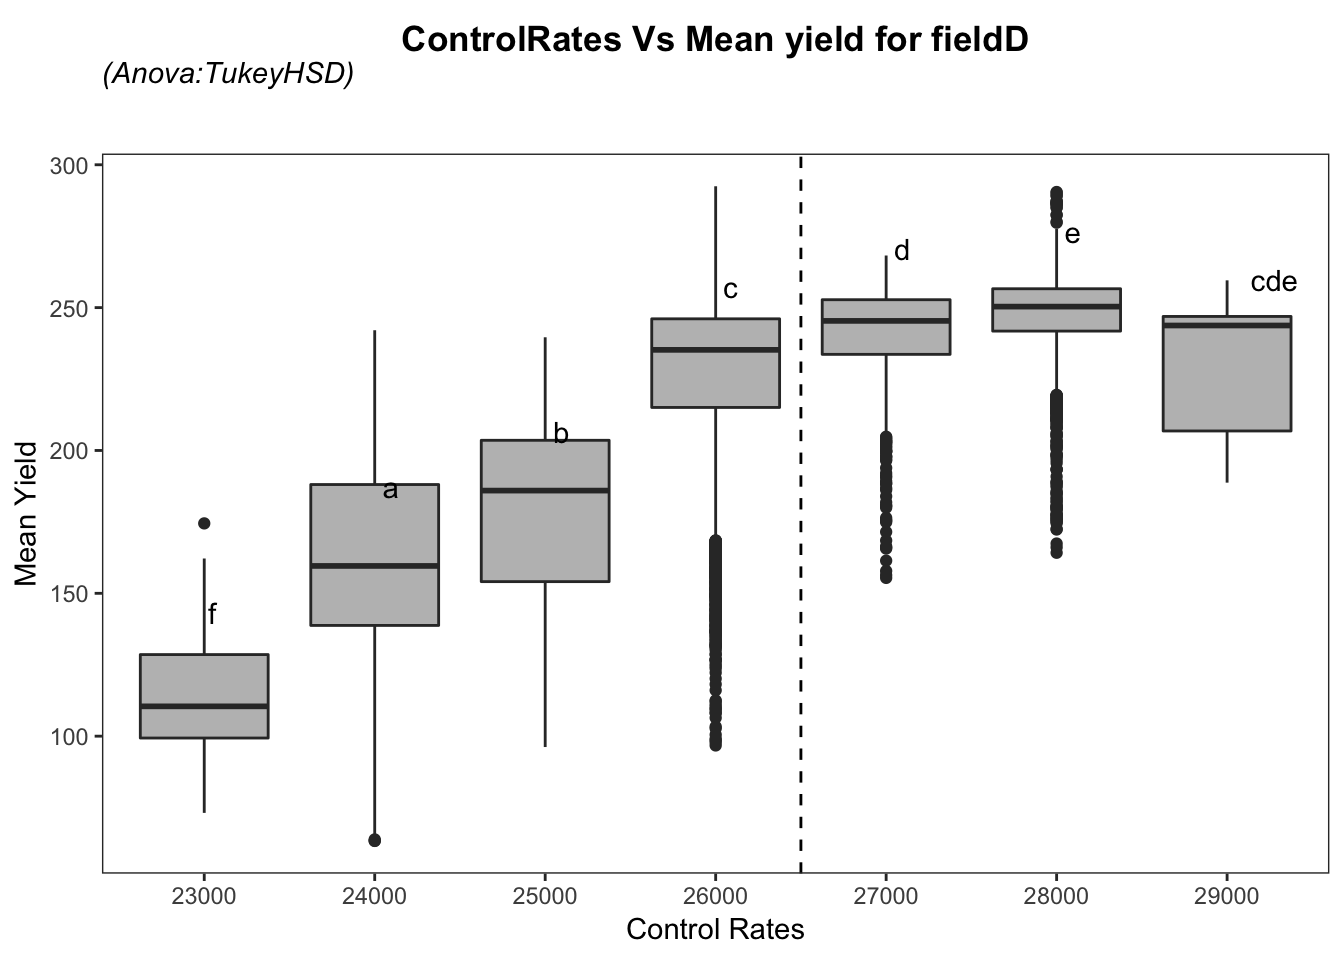 ControlRates Vs Mean yield for fieldD
(Anova:TukeyHSD)
300
250
200
150
100
Mean Yield
f
a
b
c
d
e
cde
23000 24000 25000 26000 27000 28000 29000
Control Rates